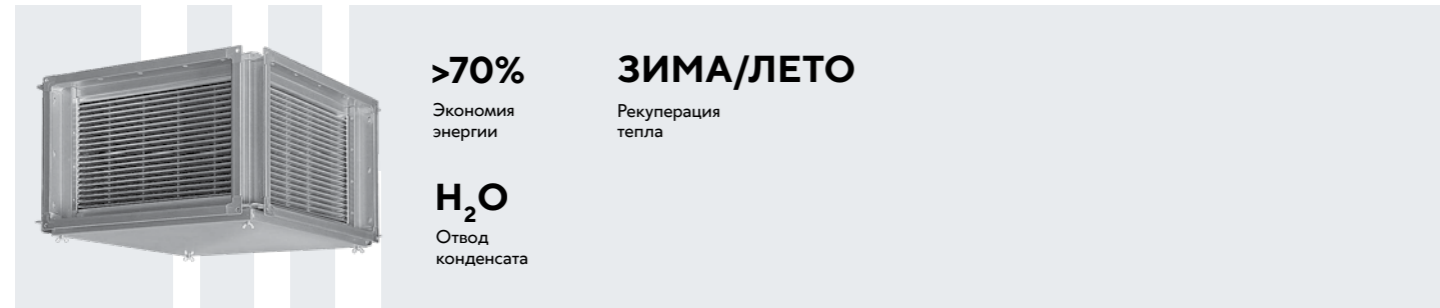 >70%
Экономия
энергии
ЗИМА/ЛЕТО
Рекуперация
тепла
H₂O
Отвод
конденсата